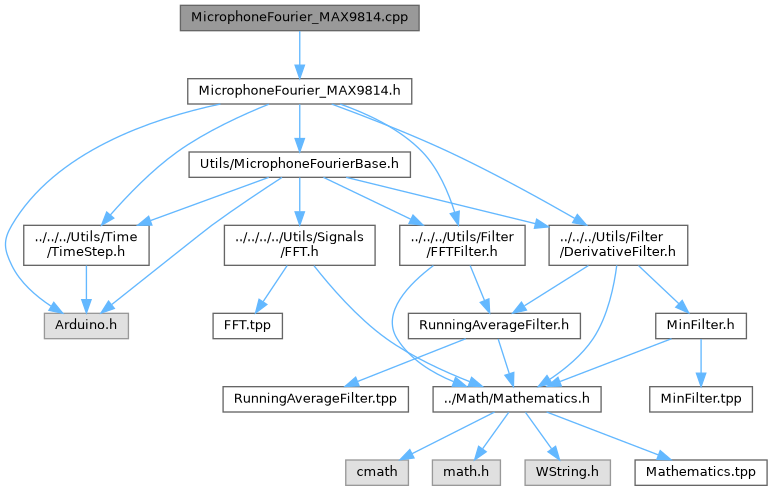 MicrophoneFourier_MAX9814.cpp
MicrophoneFourier_MAX9814.h
Utils/MicrophoneFourierBase.h
../../../Utils/Time
/TimeStep.h
../../../../Utils/Signals
/FFT.h
../../../Utils/Filter
/FFTFilter.h
../../../Utils/Filter
/DerivativeFilter.h
Arduino.h
FFT.tpp
RunningAverageFilter.h
MinFilter.h
RunningAverageFilter.tpp
../Math/Mathematics.h
MinFilter.tpp
cmath
math.h
WString.h
Mathematics.tpp